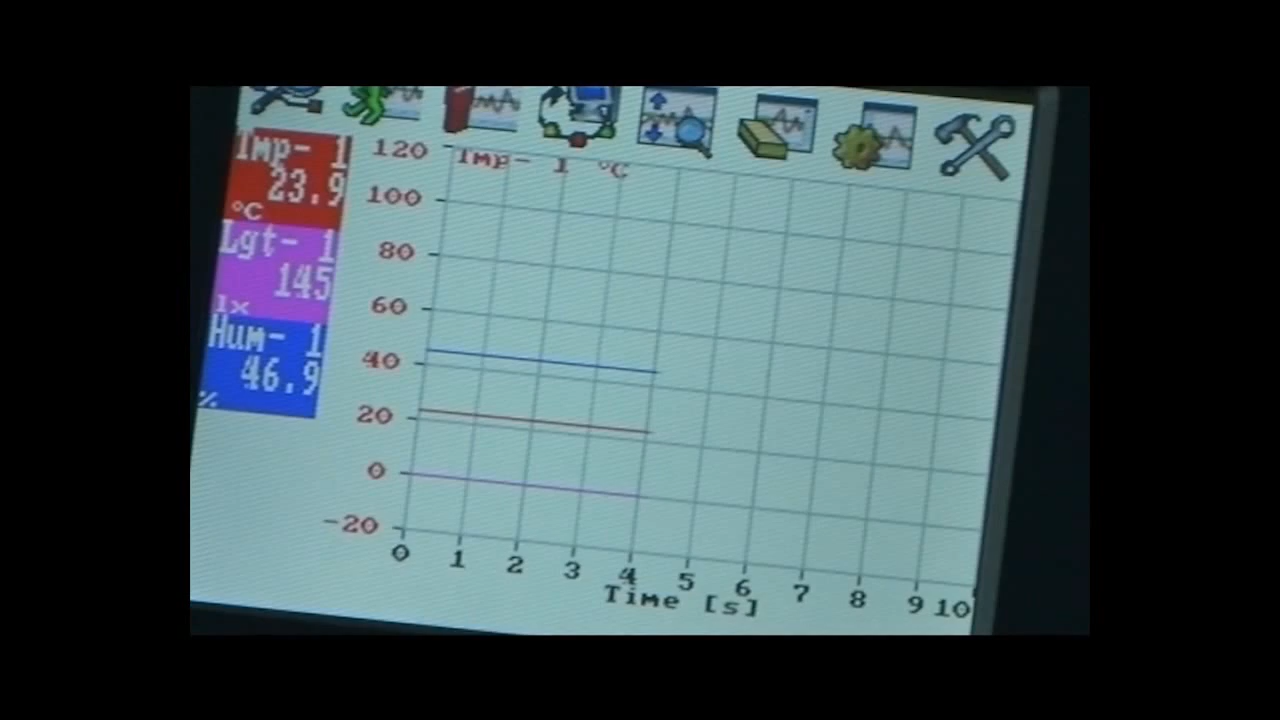 Tmp- 1
23.9
°C
Lgt- 1
145
lx
Hum- 1
46.9
%
Tmp- 1 °C
120
100
80
60
40
20
0
-20
0 1 2 3 4 5 6 7 8 9 10
Time [s]